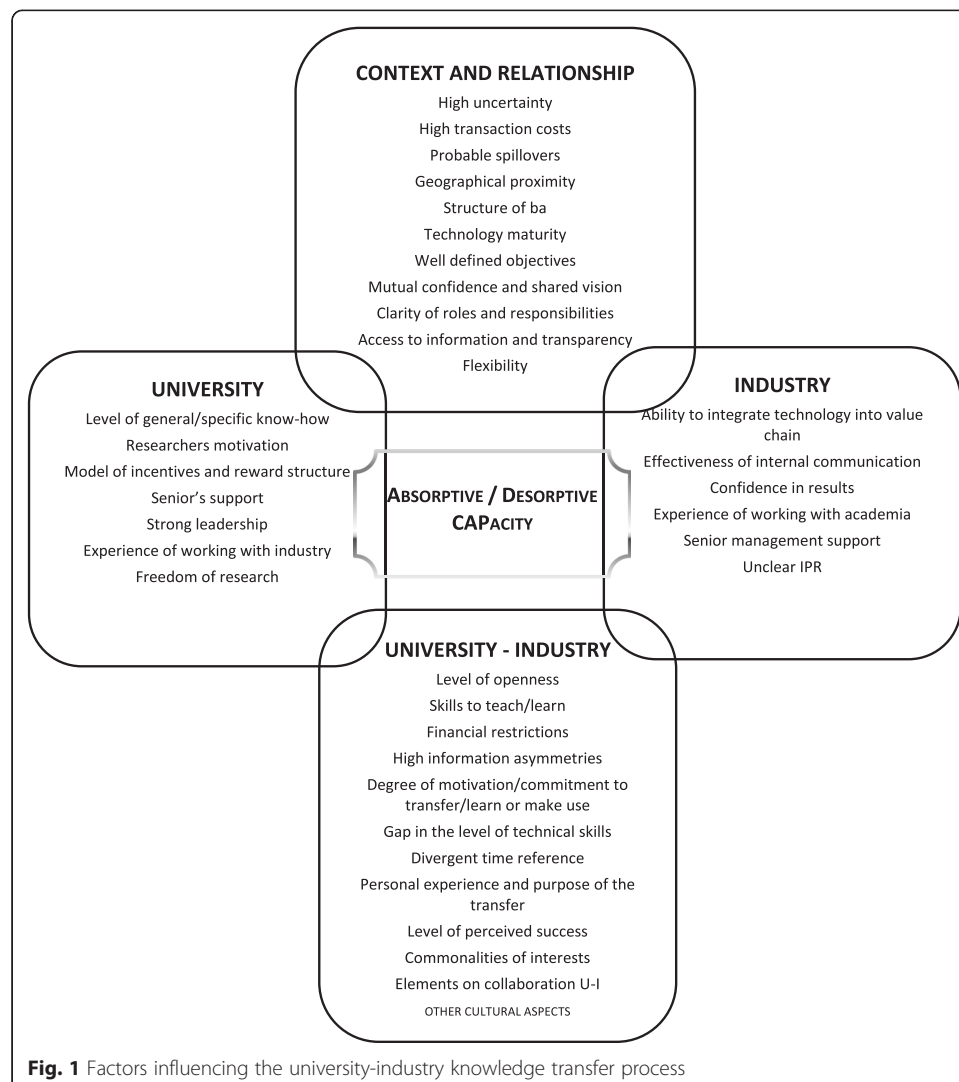 CONTEXT AND RELATIONSHIP
High uncertainty
High transaction costs
Probable spillovers
Geographical proximity
Structure of ba
Technology maturity
Well defined objectives
Mutual confidence and shared vision
Clarity of roles and responsibilities
Access to information and transparency
Flexibility
UNIVERSITY
Level of general/specific know-how
Researchers motivation
Model of incentives and reward structure
Senior's support
Strong leadership
Experience of working with industry
Freedom of research
ABSORPTIVE / DESORPTIVE
CAPACITY
INDUSTRY
Ability to integrate technology into value
chain
Effectiveness of internal communication
Confidence in results
Experience of working with academia
Senior management support
Unclear IPR
UNIVERSITY - INDUSTRY
Level of openness
Skills to teach/learn
Financial restrictions
High information asymmetries
Degree of motivation/commitment to
transfer/learn or make use
Gap in the level of technical skills
Divergent time reference
Personal experience and purpose of the
transfer
Level of perceived success
Commonalities of interests
Elements on collaboration U-I
OTHER CULTURAL ASPECTS
Fig. 1 Factors influencing the university-industry knowledge transfer process